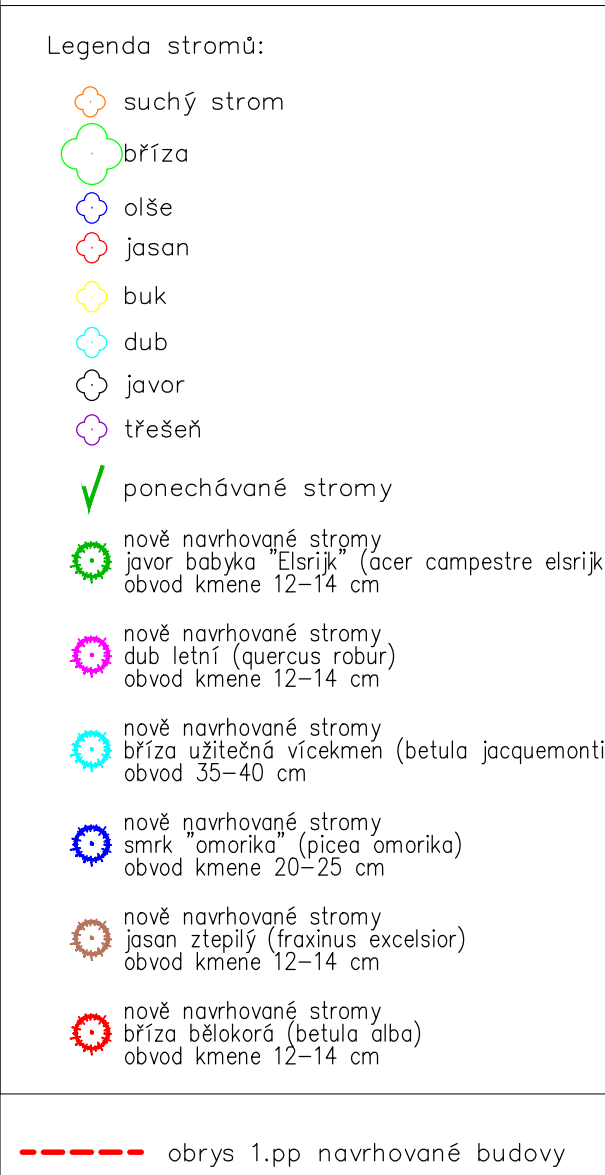 Legenda stromů:
suchý strom
bříza
olše
jasan
buk
dub
javor
třešeň
ponechávané stromy
nově navrhované stromy
javor babyka "Elsrijk" (acer campestre elsrijk
obvod kmene 12-14 cm
nově navrhované stromy
dub letní (quercus robur)
obvod kmene 12-14 cm
nově navrhované stromy
bříza užitečná vícekmen (betula jacquemonti
obvod 35-40 cm
nově navrhované stromy
smrk "omorika" (picea omorika)
obvod kmene 20-25 cm
nově navrhované stromy
jasan ztepilý (fraxinus excelsior)
obvod kmene 12-14 cm
nově navrhované stromy
bříza bělokorá (betula alba)
obvod kmene 12-14 cm
obrys 1.pp navrhované budovy